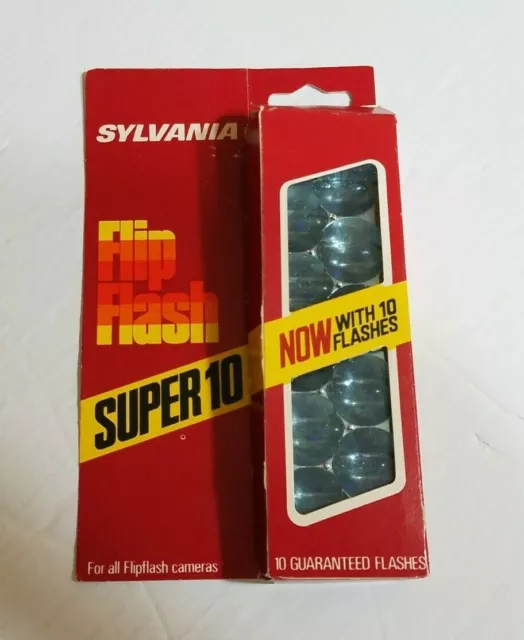 SYLVANIA
Flip
Flash
SUPER 10
NOW WITH 10
FLASHES
For all Flipflash cameras
10 GUARANTEED FLASHES